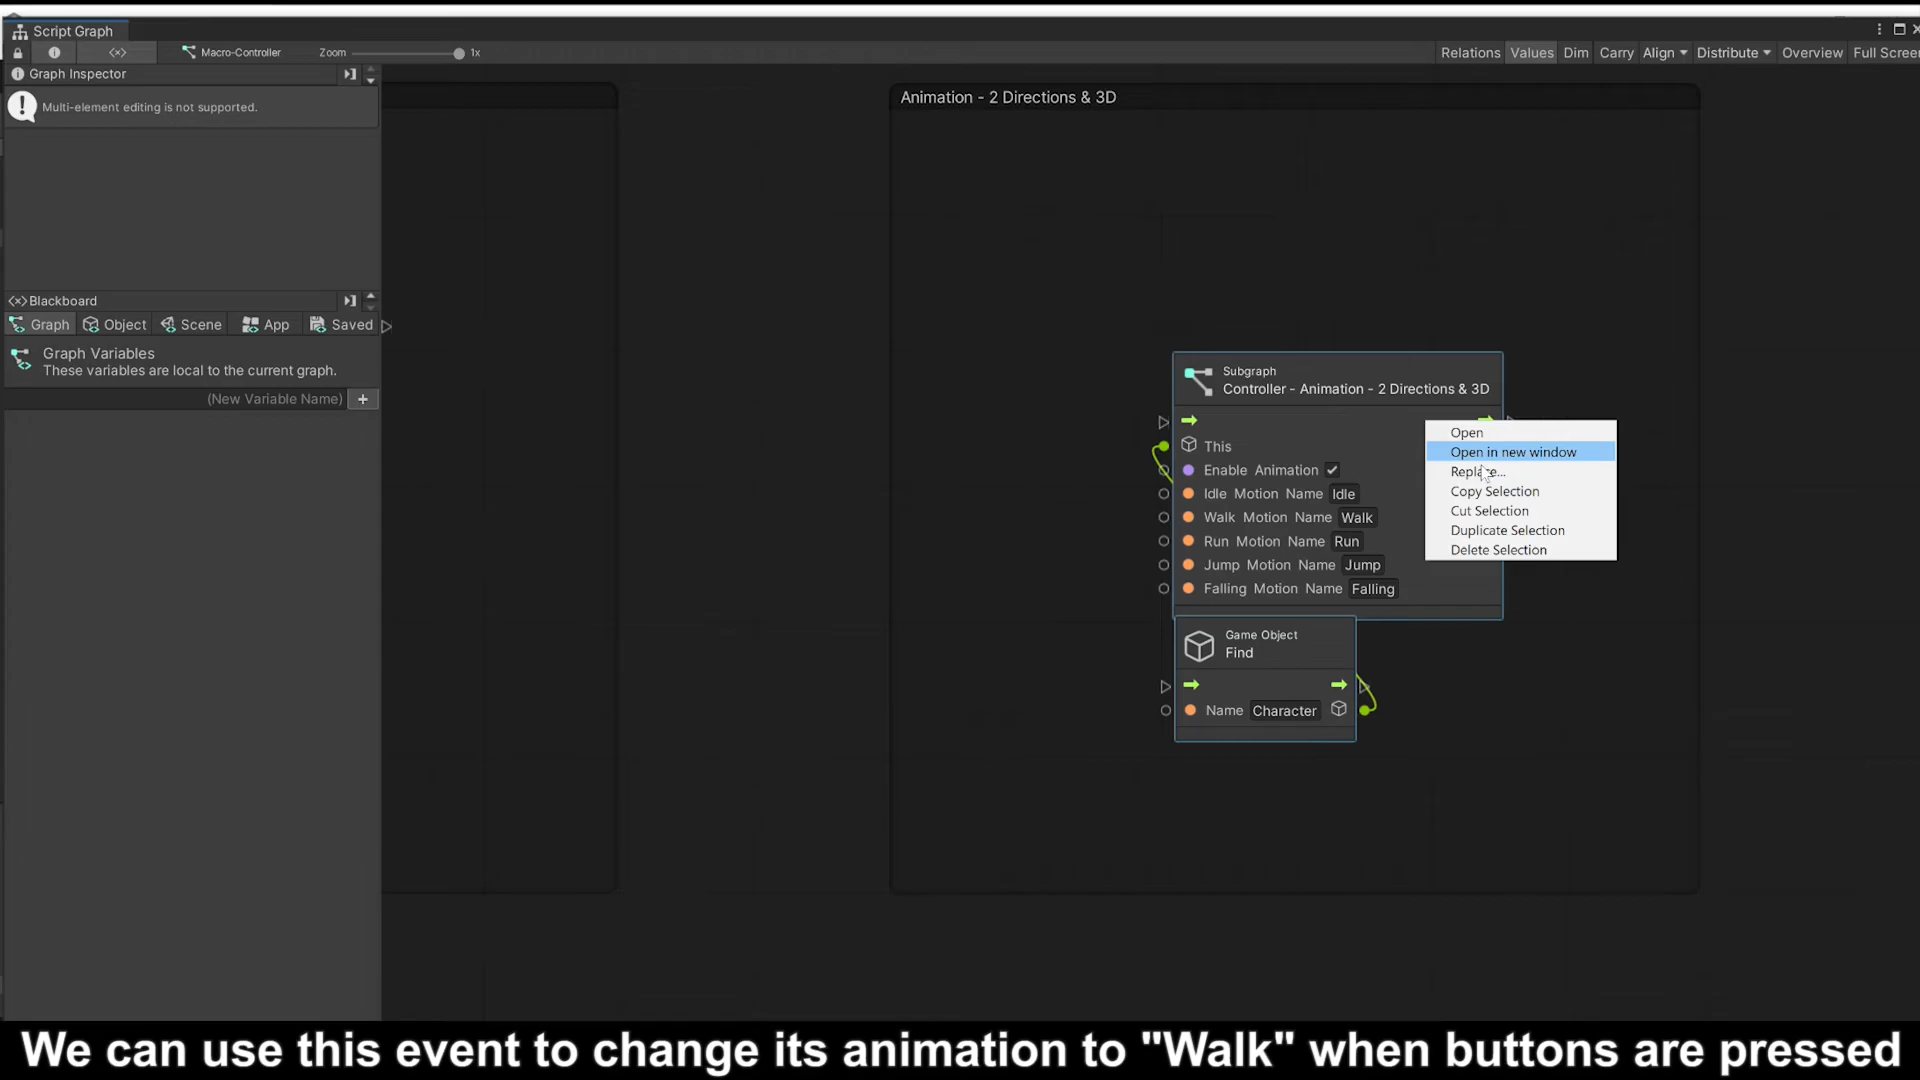 Script Graph
Macro-Controller Zoom 1x Relations Values Dim Carry Align Distribute Overview Full Screen
Graph Inspector
Multi-element editing is not supported.
Blackboard
Graph Object Scene App Saved
Graph Variables
These variables are local to the current graph.
(New Variable Name) +
Animation - 2 Directions & 3D
Subgraph
Controller - Animation - 2 Directions & 3D
This
Enable Animation
Idle Motion Name Idle
Walk Motion Name Walk
Run Motion Name Run
Jump Motion Name Jump
Falling Motion Name Falling
Open
Open in new window
Replace...
Copy Selection
Cut Selection
Duplicate Selection
Delete Selection
Game Object
Find
Name Character
We can use this event to change its animation to "Walk" when buttons are pressed